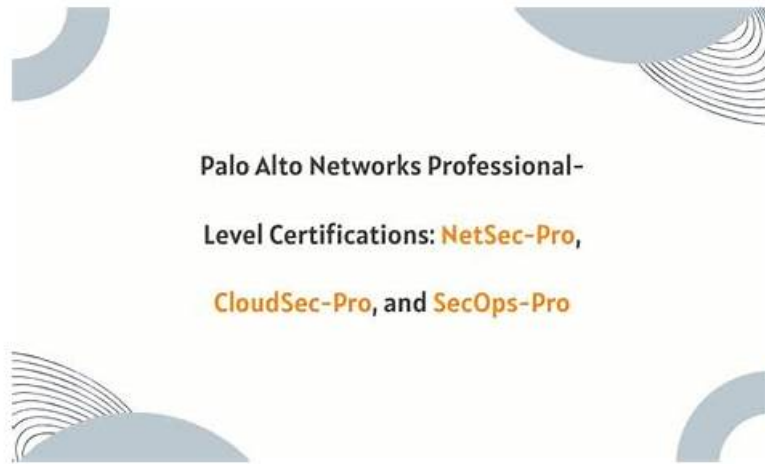 Palo Alto Networks Professional-
Level Certifications: NetSec-Pro,
CloudSec-Pro, and SecOps-Pro